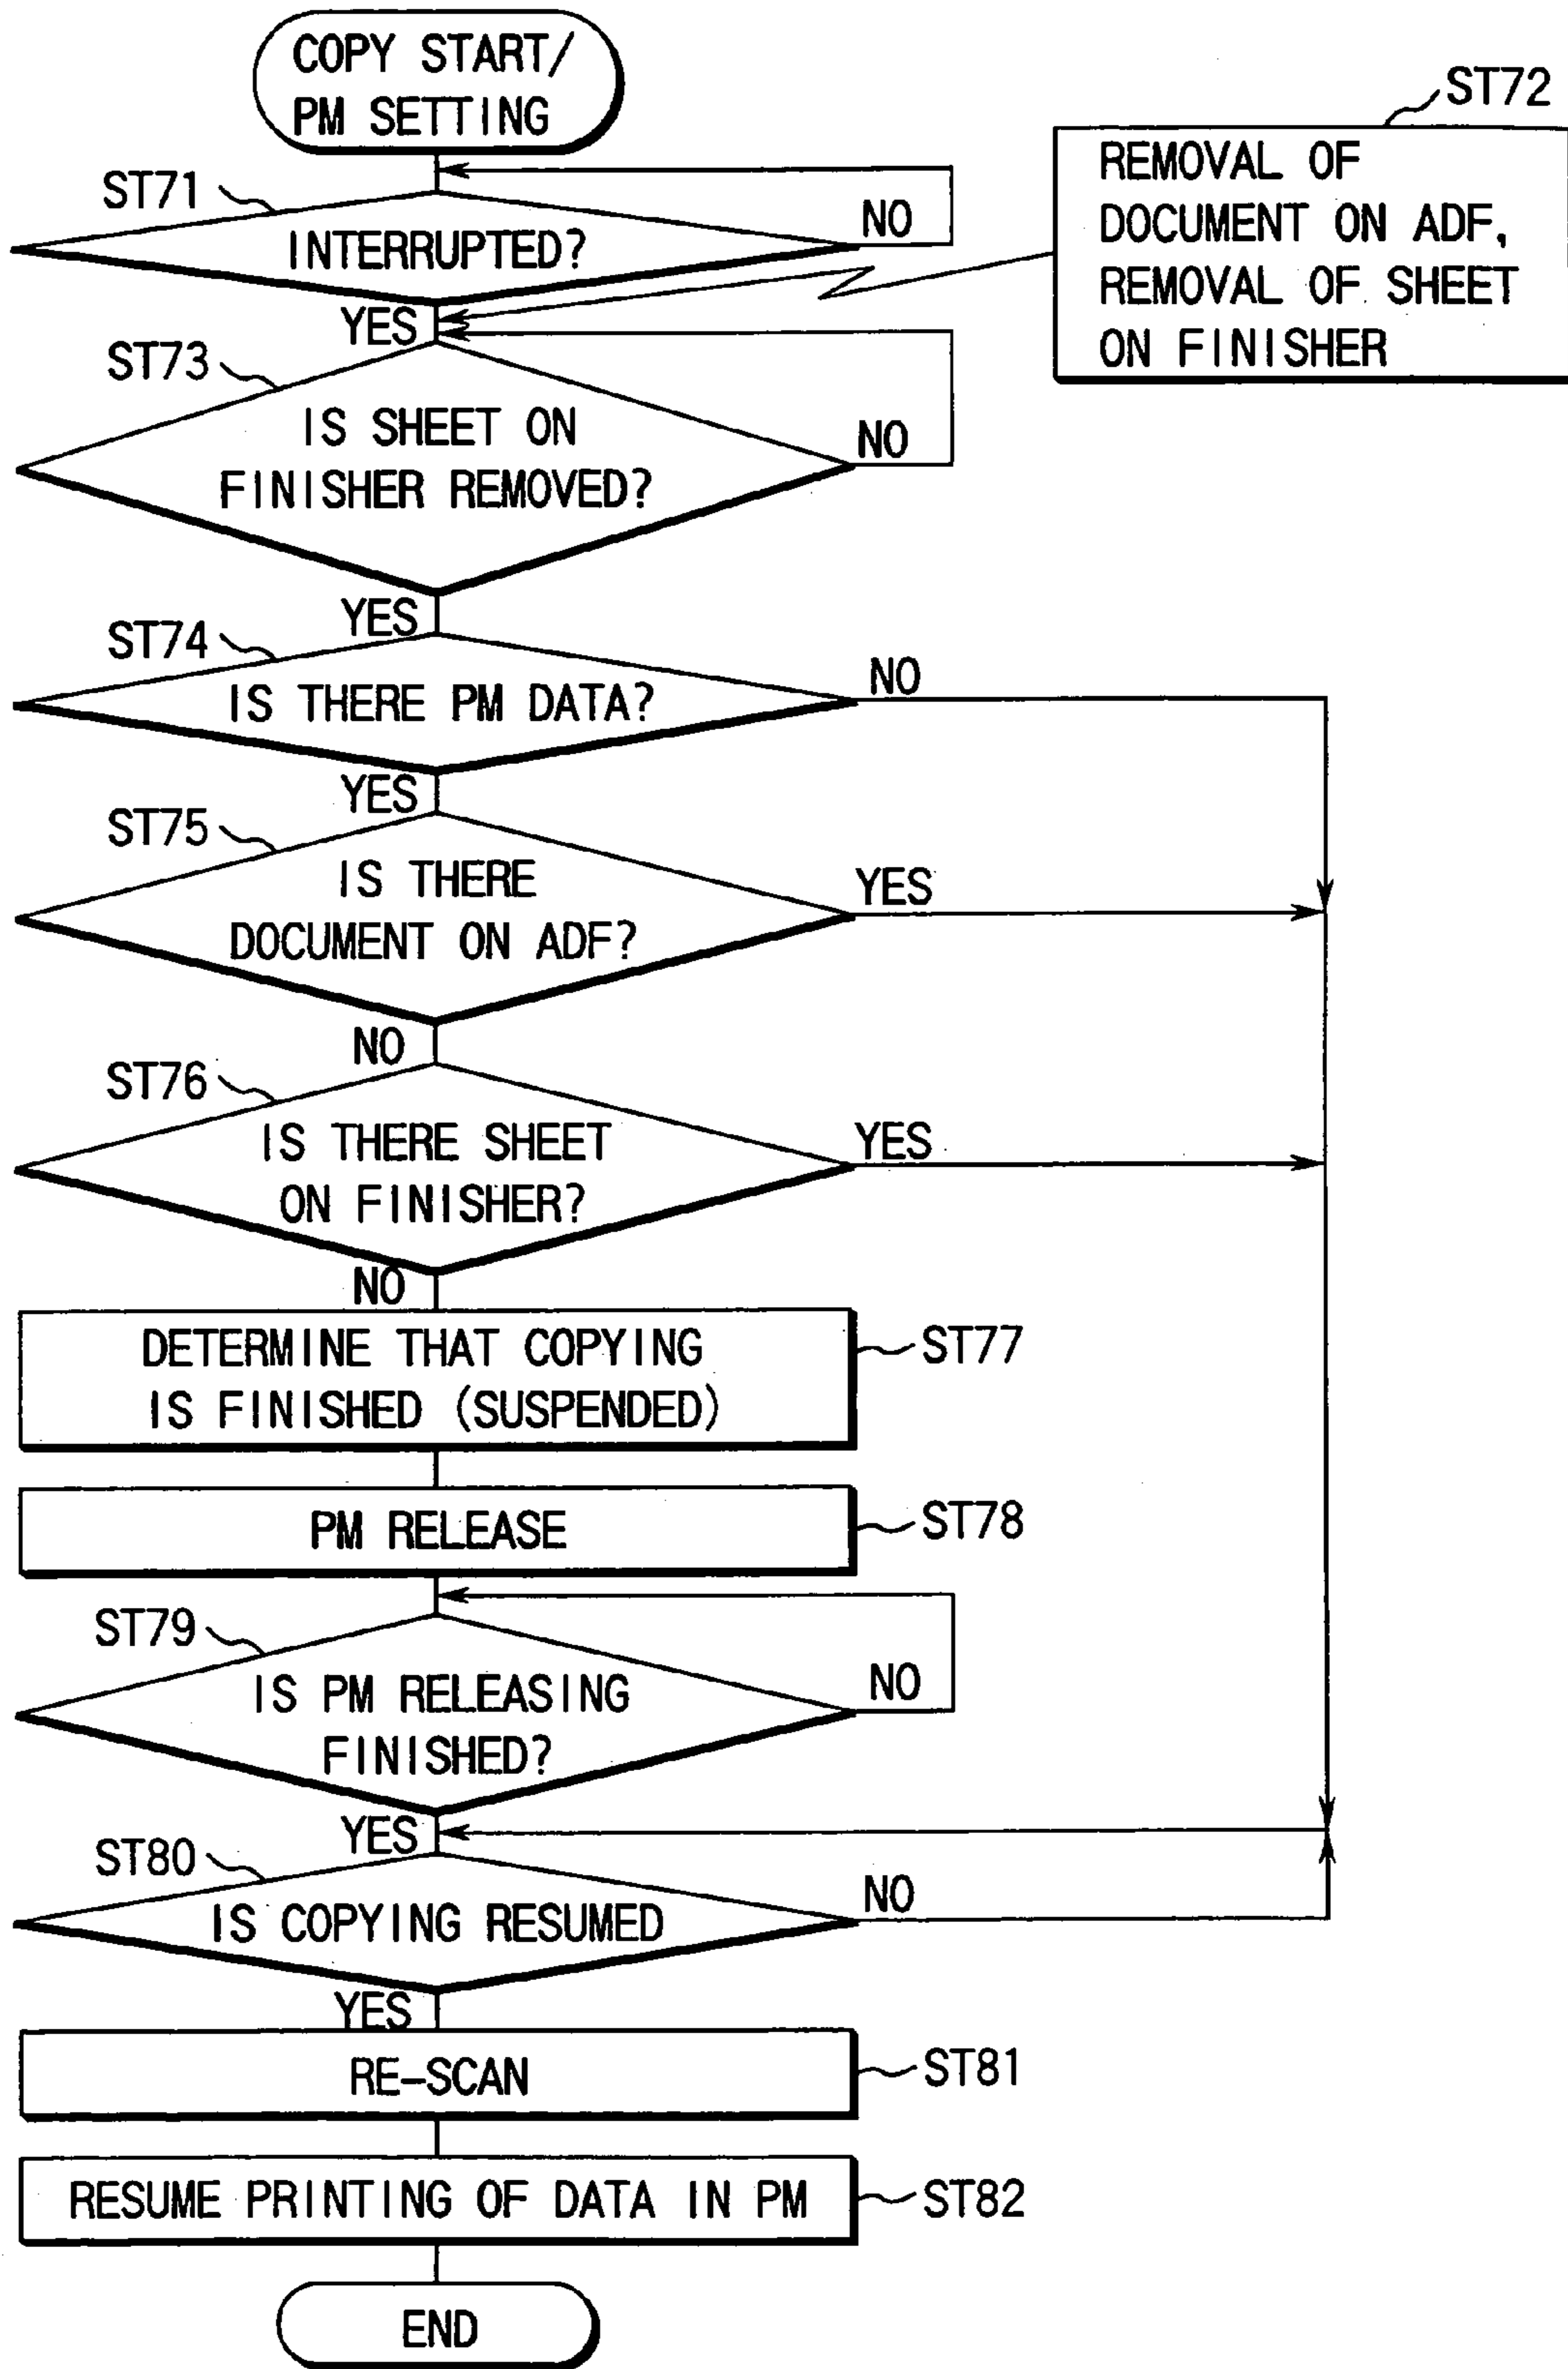 COPY START/
PM SETTING
ST72
REMOVAL OF
DOCUMENT ON ADF,
REMOVAL OF SHEET
ON FINISHER
ST71
INTERRUPTED?
NO
YES
ST73
IS SHEET ON
FINISHER REMOVED?
NO
YES
ST74
IS THERE PM DATA?
NO
YES
ST75
IS THERE
DOCUMENT ON ADF?
YES
NO
ST76
IS THERE SHEET
ON FINISHER?
YES
NO
DETERMINE THAT COPYING
IS FINISHED (SUSPENDED)
ST77
PM RELEASE
ST78
ST79
IS PM RELEASING
FINISHED?
NO
YES
ST80
IS COPYING RESUMED
NO
YES
RE-SCAN
ST81
RESUME PRINTING OF DATA IN PM
ST82
END